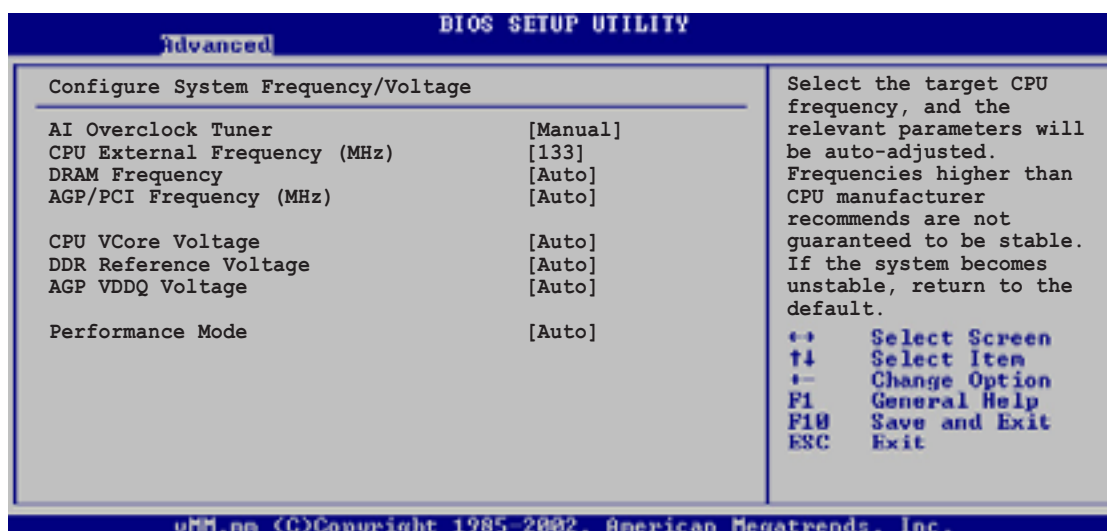 BIOS SETUP UTILITY
Advanced
Configure System Frequency/Voltage
AI Overclock Tuner [Manual]
CPU External Frequency (MHz) [133]
DRAM Frequency [Auto]
AGP/PCI Frequency (MHz) [Auto]
CPU VCore Voltage [Auto]
DDR Reference Voltage [Auto]
AGP VDDQ Voltage [Auto]
Performance Mode [Auto]
Select the target CPU
frequency, and the
relevant parameters will
be auto-adjusted.
Frequencies higher than
CPU manufacturer
recommends are not
guaranteed to be stable.
If the system becomes
unstable, return to the
default.
←→ Select Screen
↑↓ Select Item
+- Change Option
F1 General Help
F10 Save and Exit
ESC Exit
(C)Copyright 1985-2002, American Megatrends, Inc.